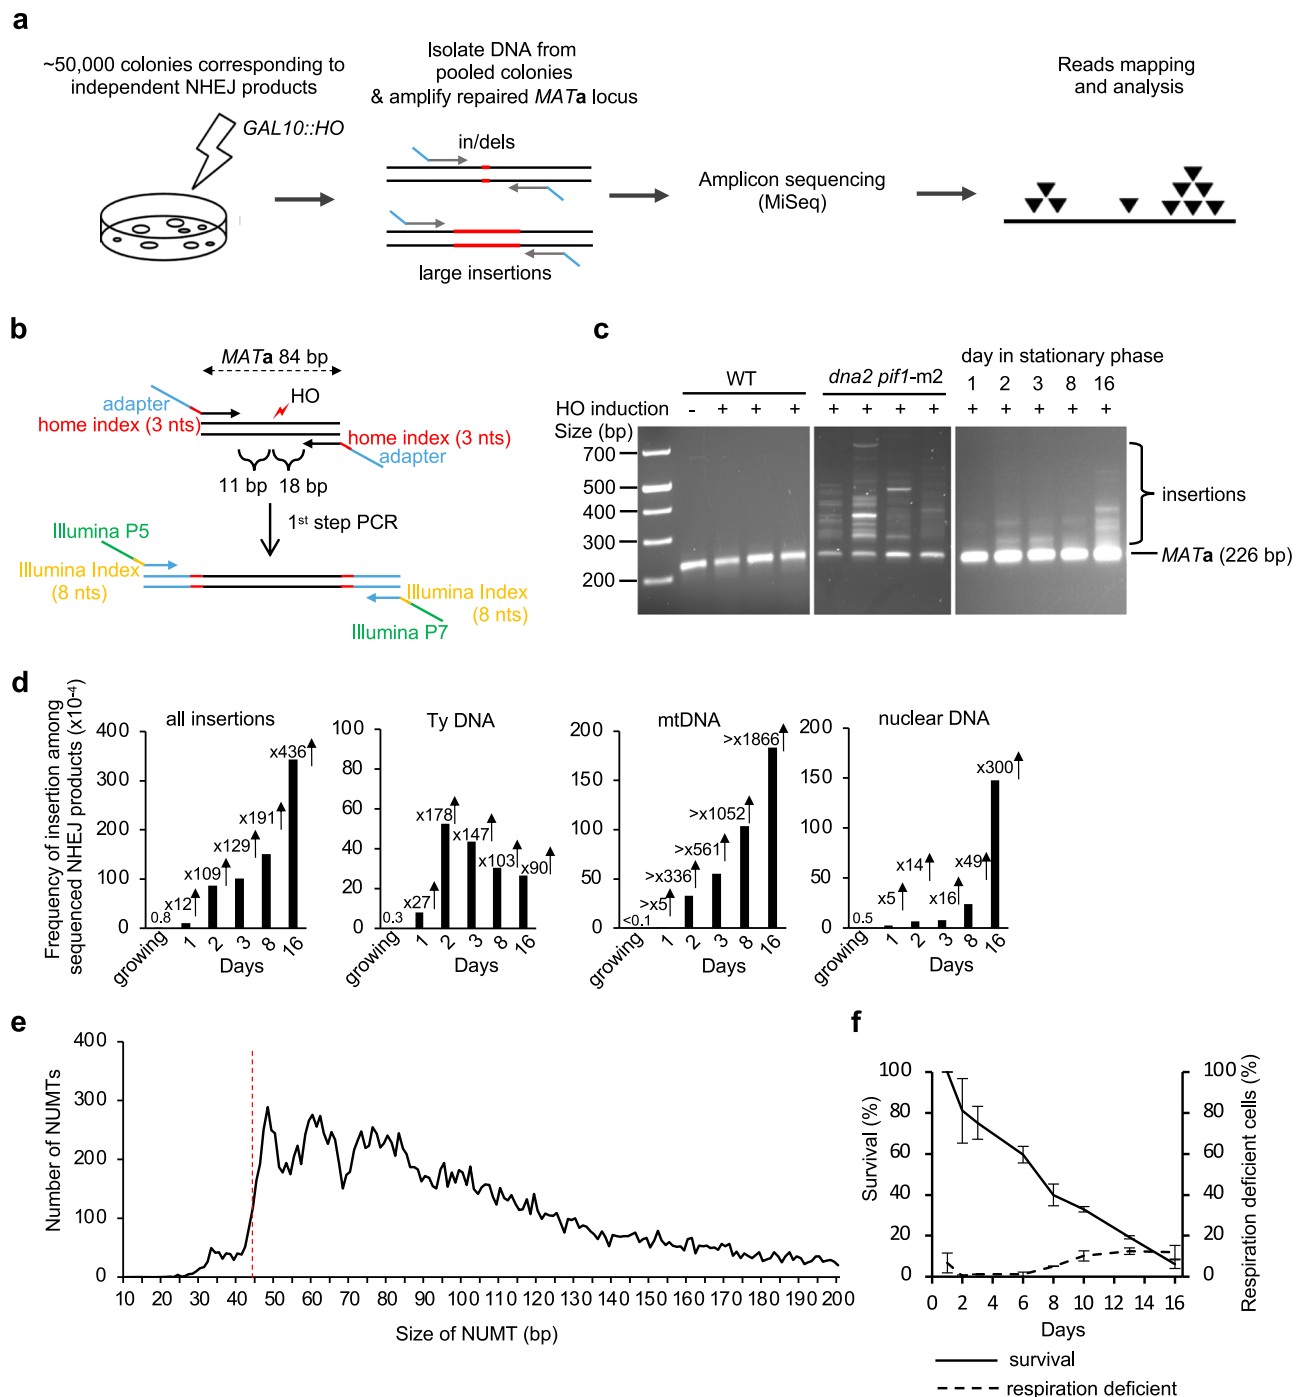 a
~50,000 colonies corresponding to
independent NHEJ products
GAL10::HO
Isolate DNA from
pooled colonies
& amplify repaired MATa locus
in/dels
large insertions
Amplicon sequencing
(MiSeq)
Reads mapping
and analysis
b
MATa 84 bp
HO
adapter
home index (3 nts)
home index (3 nts)
adapter
11 bp
18 bp
1st step PCR
Illumina P5
Illumina Index
(8 nts)
Illumina Index
(8 nts)
Illumina P7
c
WT
dna2 pif1-m2
day in stationary phase
1 2 3 8 16
HO induction - + + + + + + + + + + + +
Size (bp)
700
500
400
300
200
insertions
MATa (226 bp)
d
Frequency of insertion among
sequenced NHEJ products (x10-4)
all insertions
400
300
200
100
0
0.8
x12
x109
x129
x191
x436
growing 1 2 3 8 16
Days
Ty DNA
100
80
60
40
20
0
0.3
x27
x178
x147
x103
x90
growing 1 2 3 8 16
Days
mtDNA
200
150
100
50
0
<0.1
>x5
>x336
>x561
>x1052
>x1866
growing 1 2 3 8 16
Days
nuclear DNA
200
150
100
50
0
0.5
x5
x14
x16
x49
x300
growing 1 2 3 8 16
Days
e
Number of NUMTs
400
300
200
100
0
10 20 30 40 50 60 70 80 90 100 110 120 130 140 150 160 170 180 190 200
Size of NUMT (bp)
f
Survival (%)
100
80
60
40
20
0
Respiration deficient cells (%)
100
80
60
40
20
0
0 2 4 6 8 10 12 14 16
Days
survival
respiration deficient